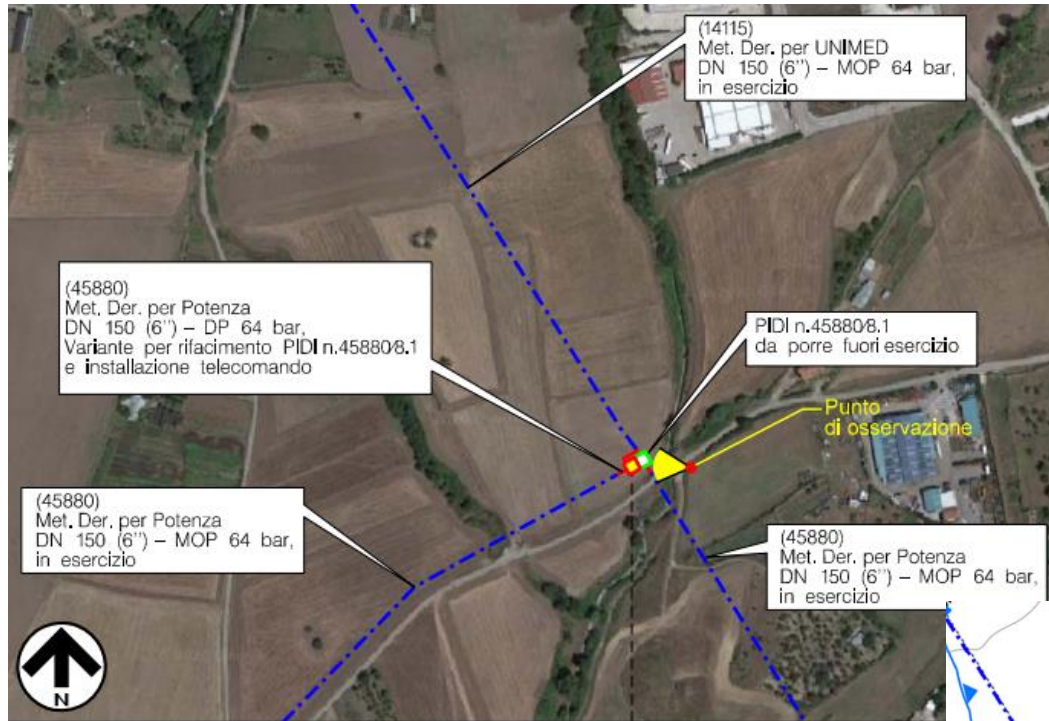 (14115)
Met. Der. per UNIMED
DN 150 (6'') – MOP 64 bar,
in esercizio
(45880)
Met. Der. per Potenza
DN 150 (6'') – DP 64 bar,
Variante per rifacimento PIDI n.45880/8.1
e installazione telecomando
PIDI n.45880/8.1
da porre fuori esercizio
Punto
di osservazione
(45880)
Met. Der. per Potenza
DN 150 (6'') – MOP 64 bar,
in esercizio
(45880)
Met. Der. per Potenza
DN 150 (6'') – MOP 64 bar,
in esercizio
N